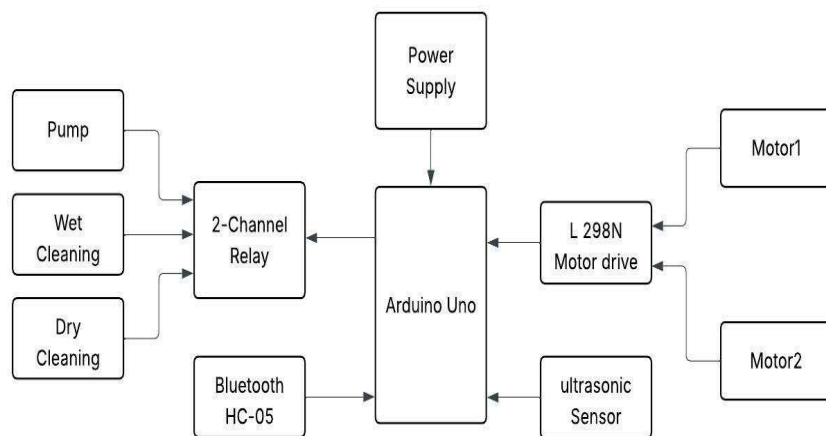 Power
Supply
Pump
Motor1
Wet
Cleaning
2-Channel
Relay
L 298N
Motor drive
Arduino Uno
Dry
Cleaning
Motor2
Bluetooth
HC-05
ultrasonic
Sensor